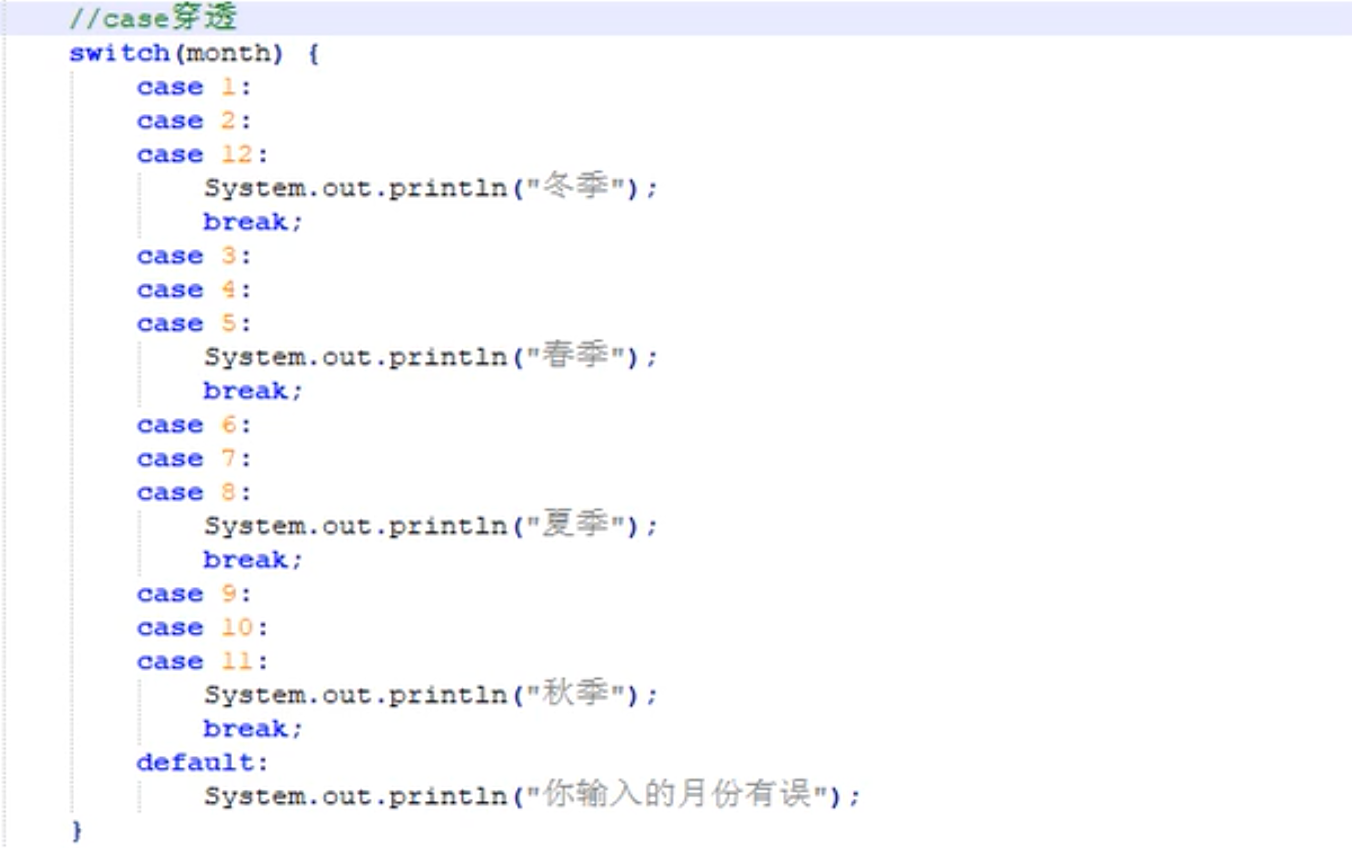 //case穿透
switch(month) {
case 1:
case 2:
case 12:
System.out.println("冬季");
break;
case 3:
case 4:
case 5:
System.out.println("春季");
break;
case 6:
case 7:
case 8:
System.out.println("夏季");
break;
case 9:
case 10:
case 11:
System.out.println("秋季");
break;
default:
System.out.println("你输入的月份有误");
}